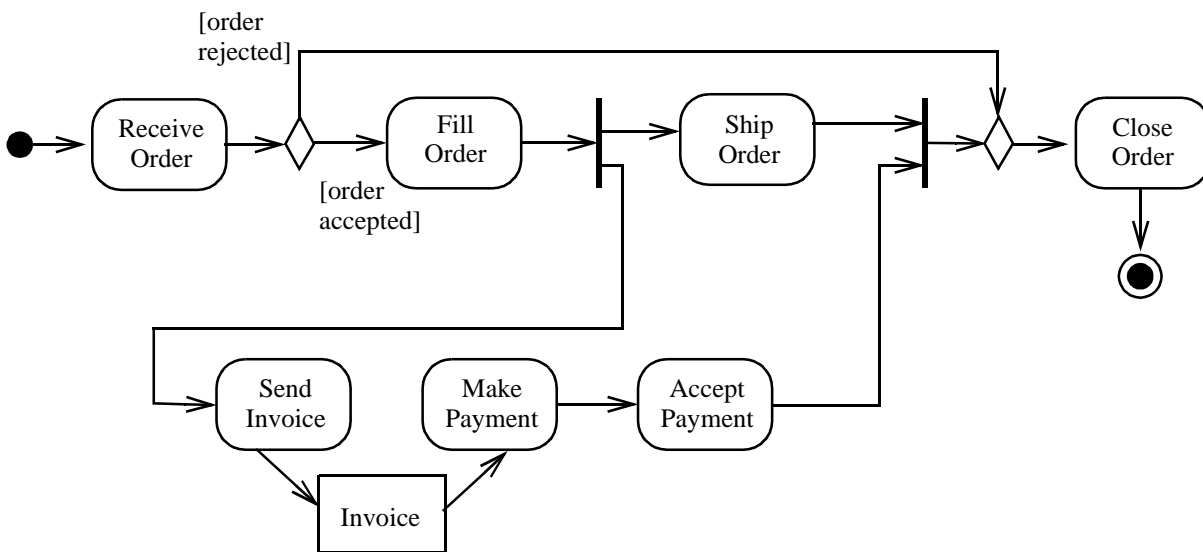 [order
rejected]
Receive
Order
Fill
Order
Ship
Order
Close
Order
[order
accepted]
Send
Invoice
Make
Payment
Accept
Payment
Invoice